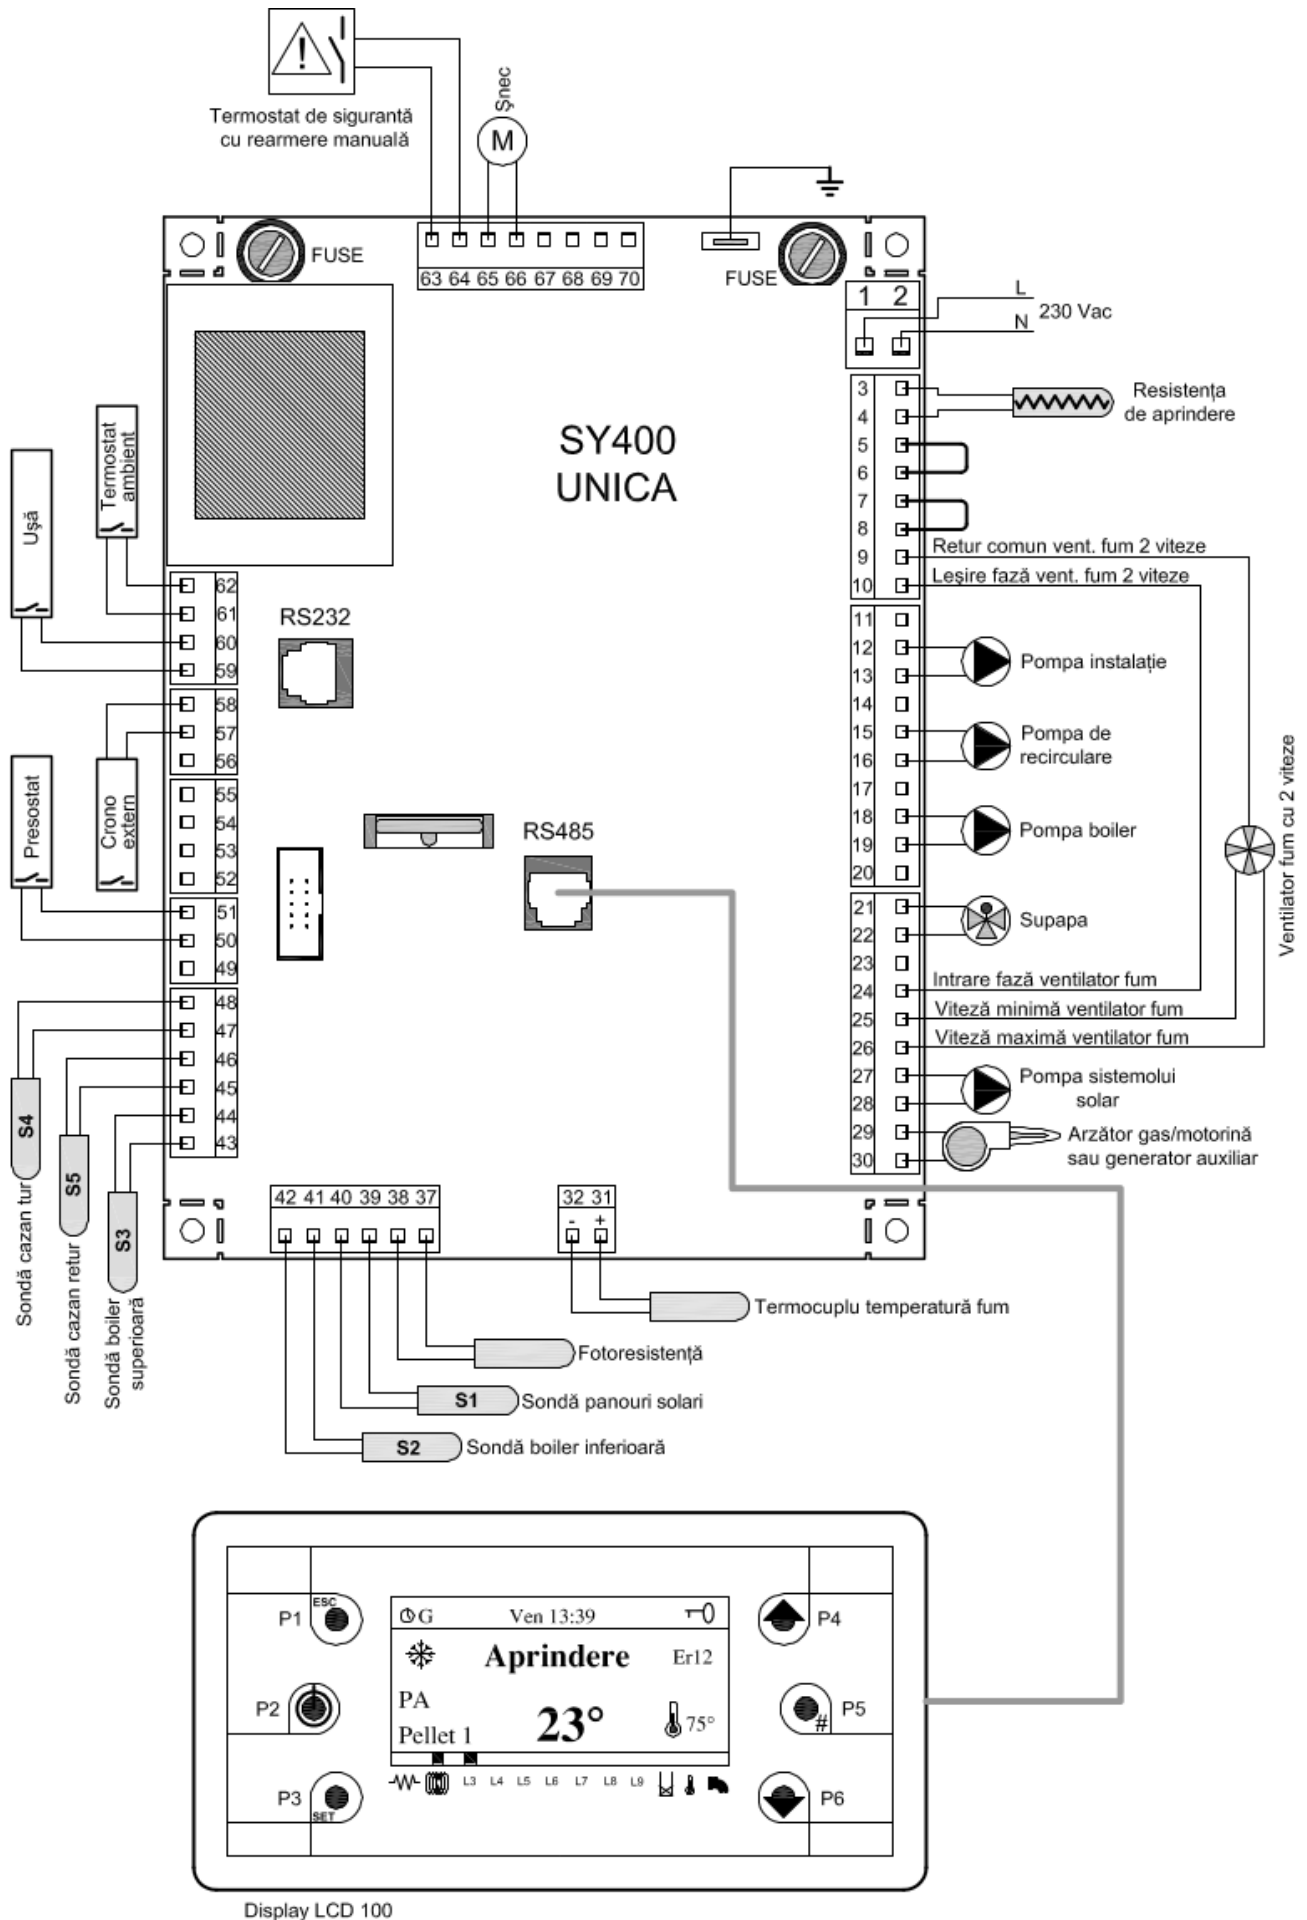 Termostat de sigurantă
cu rearmere manuală
Șnec
M
FUSE
FUSE
63 64 65 66 67 68 69 70
1 2
L
N
230 Vac
SY400
UNICA
3
4
5
6
7
8
9
10
Resistența
de aprindere
Retur comun vent. fum 2 viteze
Leșire fază vent. fum 2 viteze
11
12
13
14
15
16
17
18
19
20
Pompa instalație
Pompa de
recirculare
Pompa boiler
Ventilator fum cu 2 viteze
21
22
23
24
25
26
27
28
29
30
Supapa
Intrare fază ventilator fum
Viteză minimă ventilator fum
Viteză maximă ventilator fum
Pompa sistemolui
solar
Arzător gas/motorină
sau generator auxiliar
Ușă
Termostat
ambient
62
61
60
59
RS232
58
57
56
Presostat
Crono
extern
55
54
53
52
RS485
51
50
49
48
47
46
45
44
43
S4
S5
S3
Sondă cazan tur
Sondă cazan retur
Sondă boiler
superioară
42 41 40 39 38 37
32 31
- +
Termocuplu temperatură fum
Fotoresistență
S1
Sondă panouri solari
S2
Sondă boiler inferioară
P1
ESC
P2
P3
SET
G Ven 13:39
Aprindere Er12
PA
Pellet 1
23°
75°
L3 L4 L5 L6 L7 L8 L9
P4
P5
#
P6
Display LCD 100